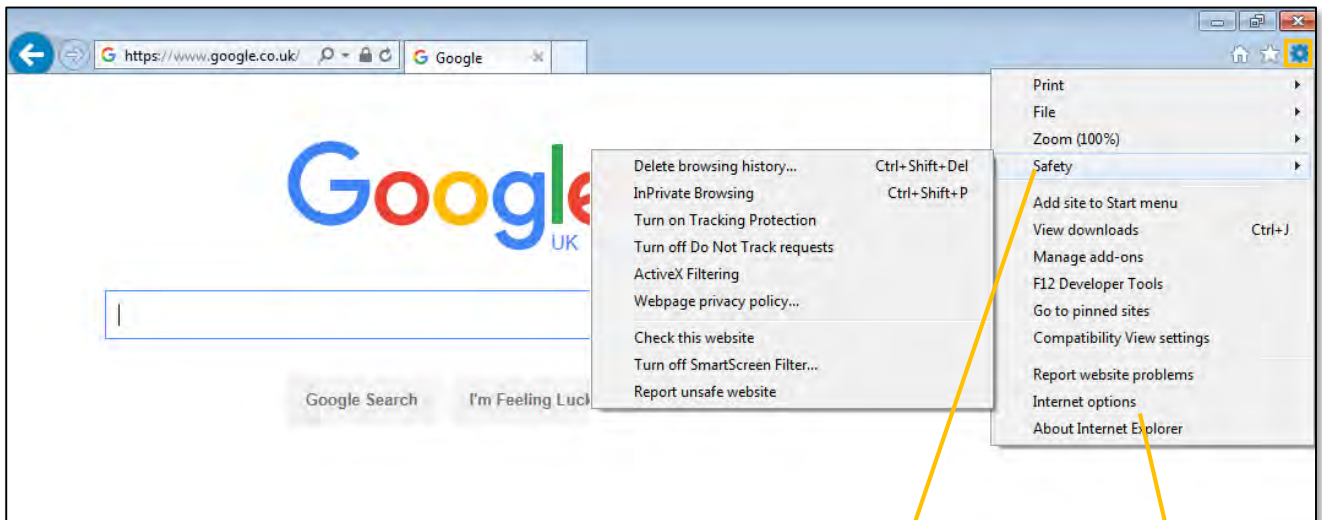 https://www.google.co.uk/
Google
Print
File
Zoom (100%)
Safety
Add site to Start menu
View downloads Ctrl+J
Manage add-ons
F12 Developer Tools
Go to pinned sites
Compatibility View settings
Report website problems
Internet options
About Internet Explorer
Delete browsing history... Ctrl+Shift+Del
InPrivate Browsing Ctrl+Shift+P
Turn on Tracking Protection
Turn off Do Not Track requests
ActiveX Filtering
Webpage privacy policy...
Check this website
Turn off SmartScreen Filter...
Report unsafe website
Google
UK
Google Search I'm Feeling Luck